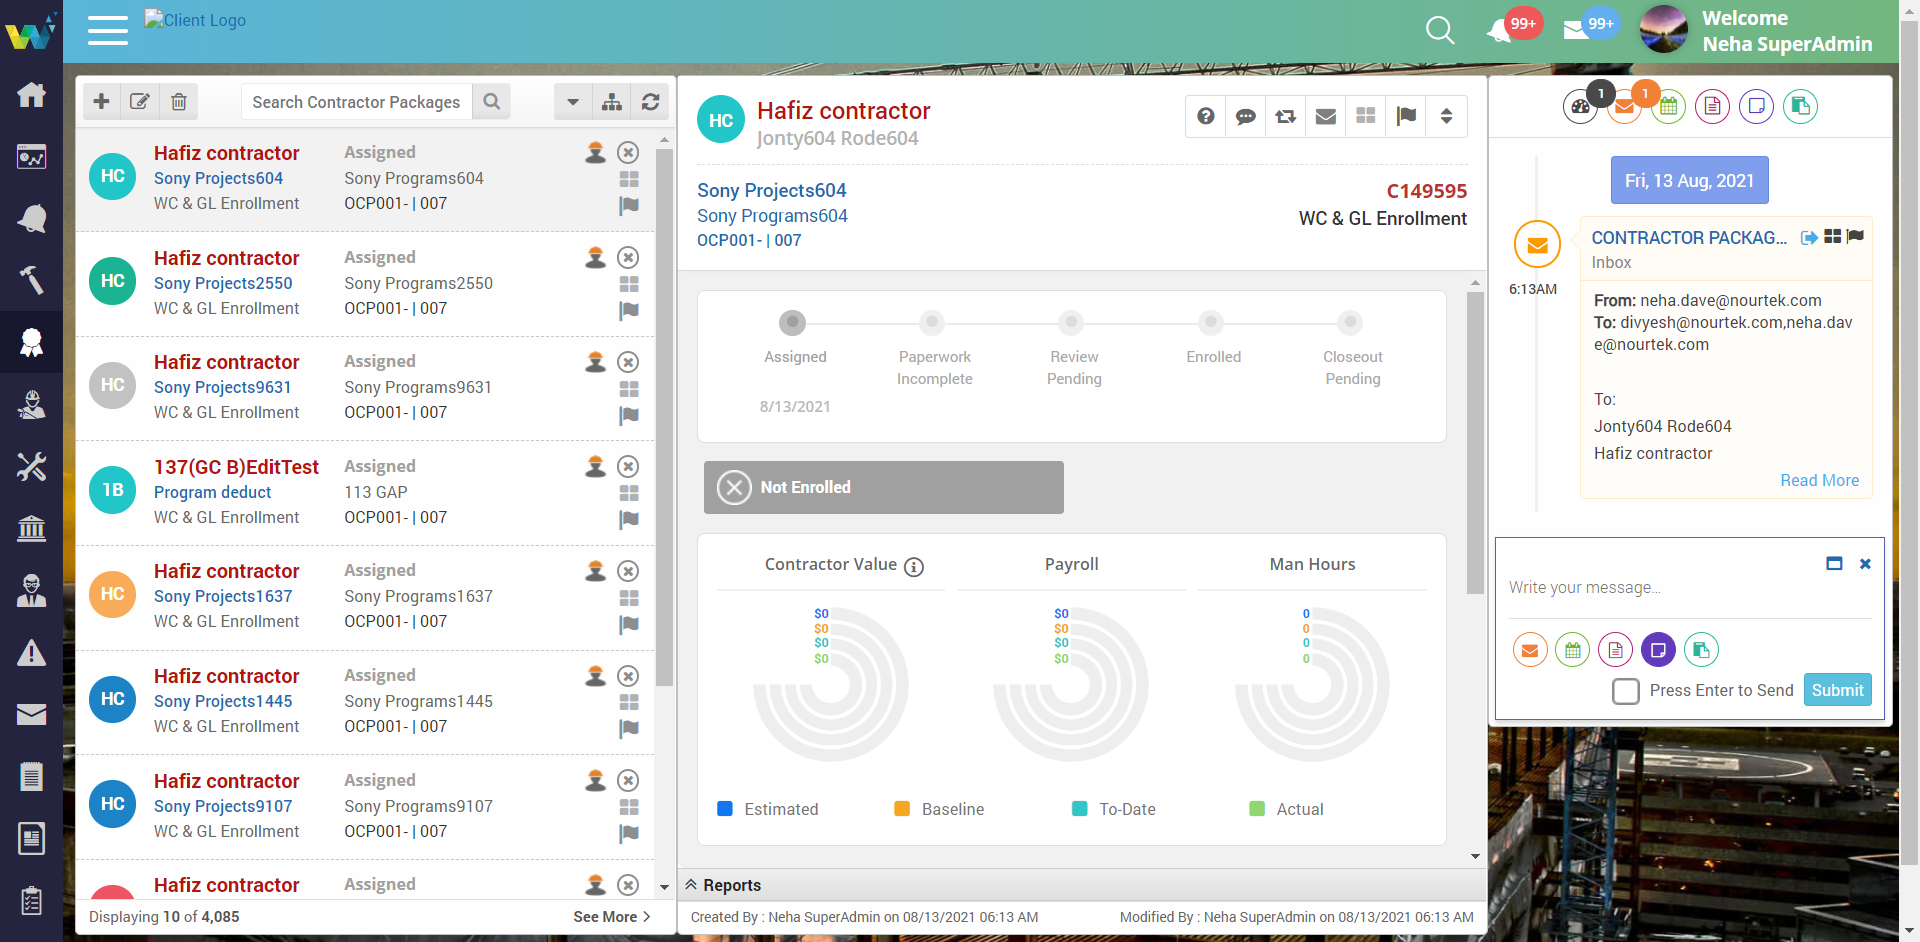 Client Logo
99+
99+
Welcome
Neha SuperAdmin
Search Contractor Packages
HC
Hafiz contractor
Assigned
Sony Projects604
Sony Programs604
WC & GL Enrollment
OCP001- | 007
HC
Hafiz contractor
Assigned
Sony Projects2550
Sony Programs2550
WC & GL Enrollment
OCP001- | 007
HC
Hafiz contractor
Assigned
Sony Projects9631
Sony Programs9631
WC & GL Enrollment
OCP001- | 007
1B
137(GC B)EditTest
Assigned
Program deduct
113 GAP
WC & GL Enrollment
OCP001- | 007
HC
Hafiz contractor
Assigned
Sony Projects1637
Sony Programs1637
WC & GL Enrollment
OCP001- | 007
HC
Hafiz contractor
Assigned
Sony Projects1445
Sony Programs1445
WC & GL Enrollment
OCP001- | 007
HC
Hafiz contractor
Assigned
Sony Projects9107
Sony Programs9107
WC & GL Enrollment
OCP001- | 007
Hafiz contractor
Assigned
Displaying 10 of 4,085
See More
HC
Hafiz contractor
Jonty604 Rode604
Sony Projects604
C149595
Sony Programs604
WC & GL Enrollment
OCP001- | 007
Assigned
Paperwork
Incomplete
Review
Pending
Enrolled
Closeout
Pending
8/13/2021
Not Enrolled
Contractor Value
Payroll
Man Hours
$0
$0
$0
$0
$0
$0
$0
$0
0
0
0
0
Estimated
Baseline
To-Date
Actual
Reports
Created By : Neha SuperAdmin on 08/13/2021 06:13 AM
Modified By : Neha SuperAdmin on 08/13/2021 06:13 AM
1
1
Fri, 13 Aug, 2021
CONTRACTOR PACKAG...
Inbox
6:13AM
From: neha.dave@nourtek.com
To: divyesh@nourtek.com,neha.dav
e@nourtek.com
To:
Jonty604 Rode604
Hafiz contractor
Read More
Write your message...
Press Enter to Send
Submit